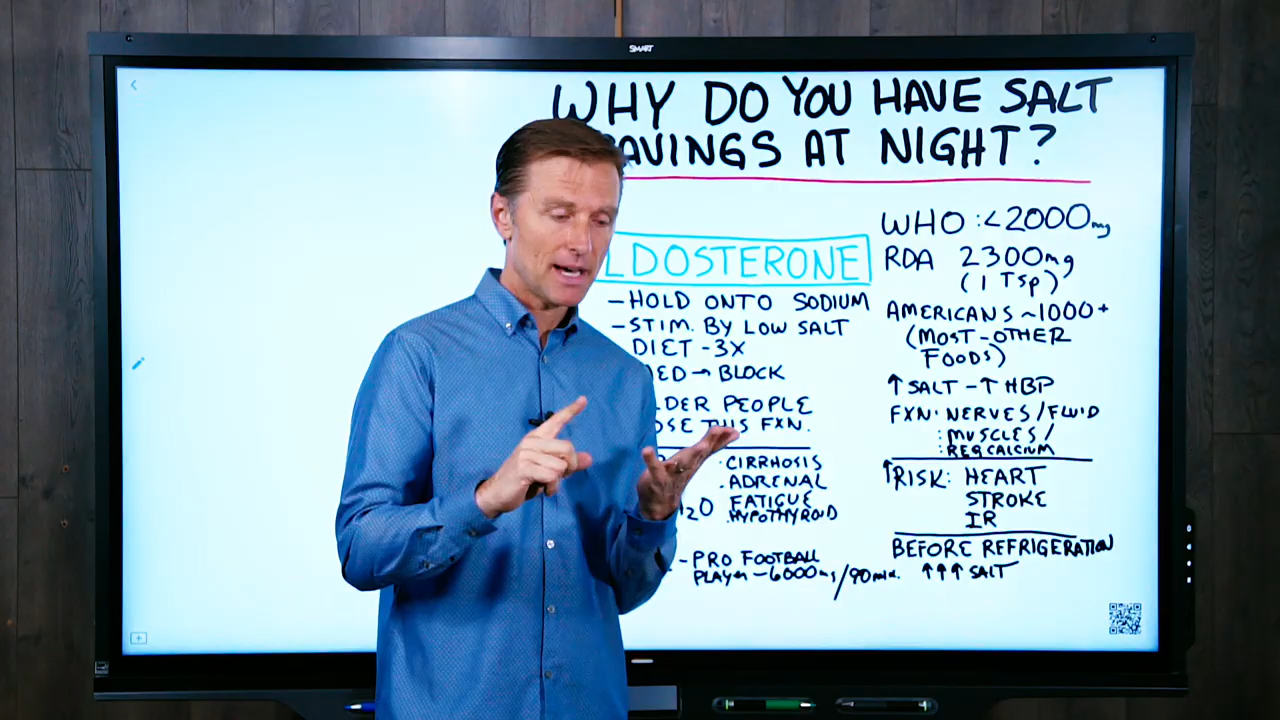 SMART
WHY DO YOU HAVE SALT
AVINGS AT NIGHT?
LDOSTERONE
- HOLD ONTO SODIUM
- STIM. BY LOW SALT
DIET - 3X
ED → BLOCK
LDER PEOPLE
OSE THIS FXN.
· CIRRHOSIS
· ADRENAL
FATIGUE
· HYPOTHYROID
H2O
- PRO FOOTBALL
PLAYER - 6000mg/90min.
WHO : <2000mg
RDA 2300mg
(1 TSP)
AMERICANS ~1000+
(MOST - OTHER
FOODS)
↑ SALT - ↑ HBP
FXN: NERVES/FLUID
: MUSCLES/
: REG CALCIUM
↑RISK: HEART
STROKE
IR
BEFORE REFRIGERATION
↑↑↑ SALT